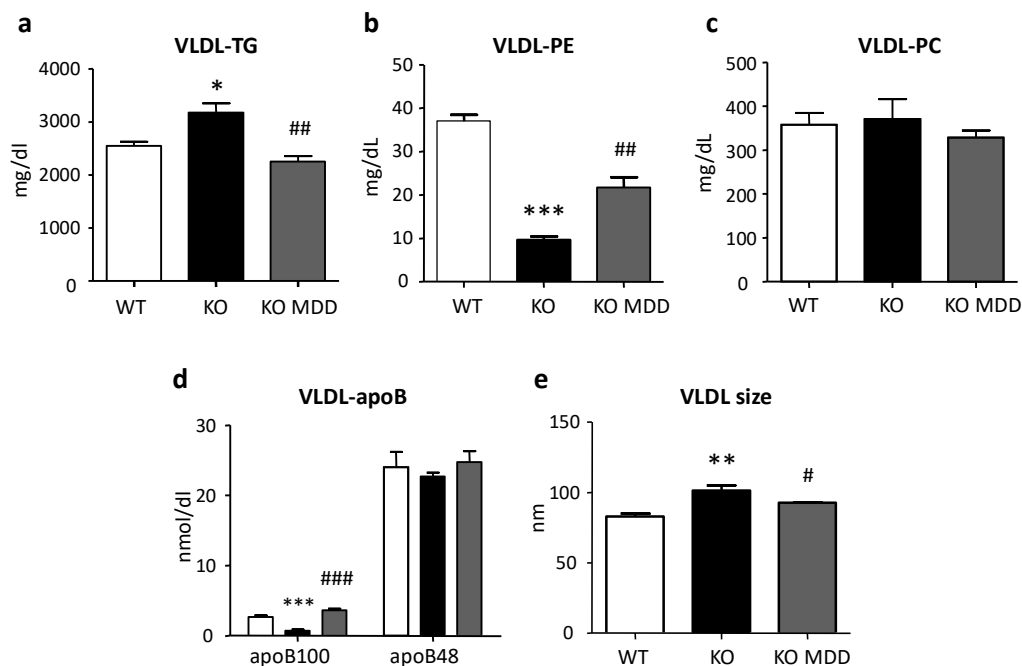 a
VLDL-TG
4000
3000
2000
1000
0
mg/dl
*
##
WT KO KO MDD
b
VLDL-PE
50
40
30
20
10
0
mg/dL
***
##
WT KO KO MDD
c
VLDL-PC
500
400
300
200
100
0
mg/dL
WT KO KO MDD
d
VLDL-apoB
30
20
10
0
nmol/dl
***
###
apoB100 apoB48
e
VLDL size
150
100
50
0
nm
**
#
WT KO KO MDD